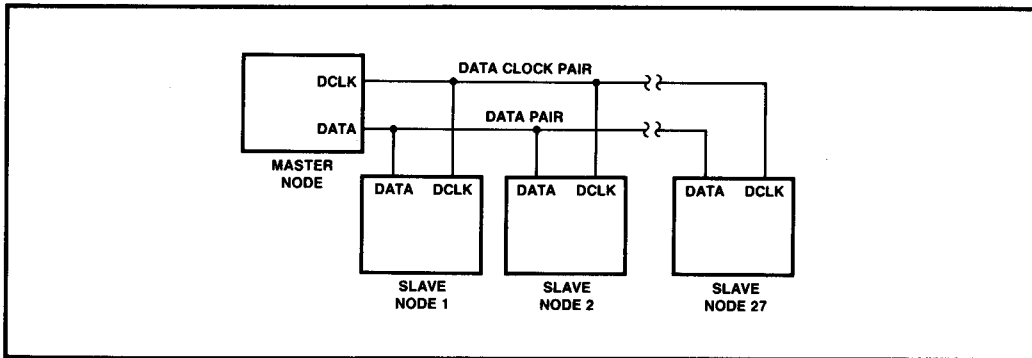 DCLK
DATA CLOCK PAIR
DATA
DATA PAIR
MASTER
NODE
DATA DCLK
DATA DCLK
DATA DCLK
SLAVE
NODE 1
SLAVE
NODE 2
SLAVE
NODE 27